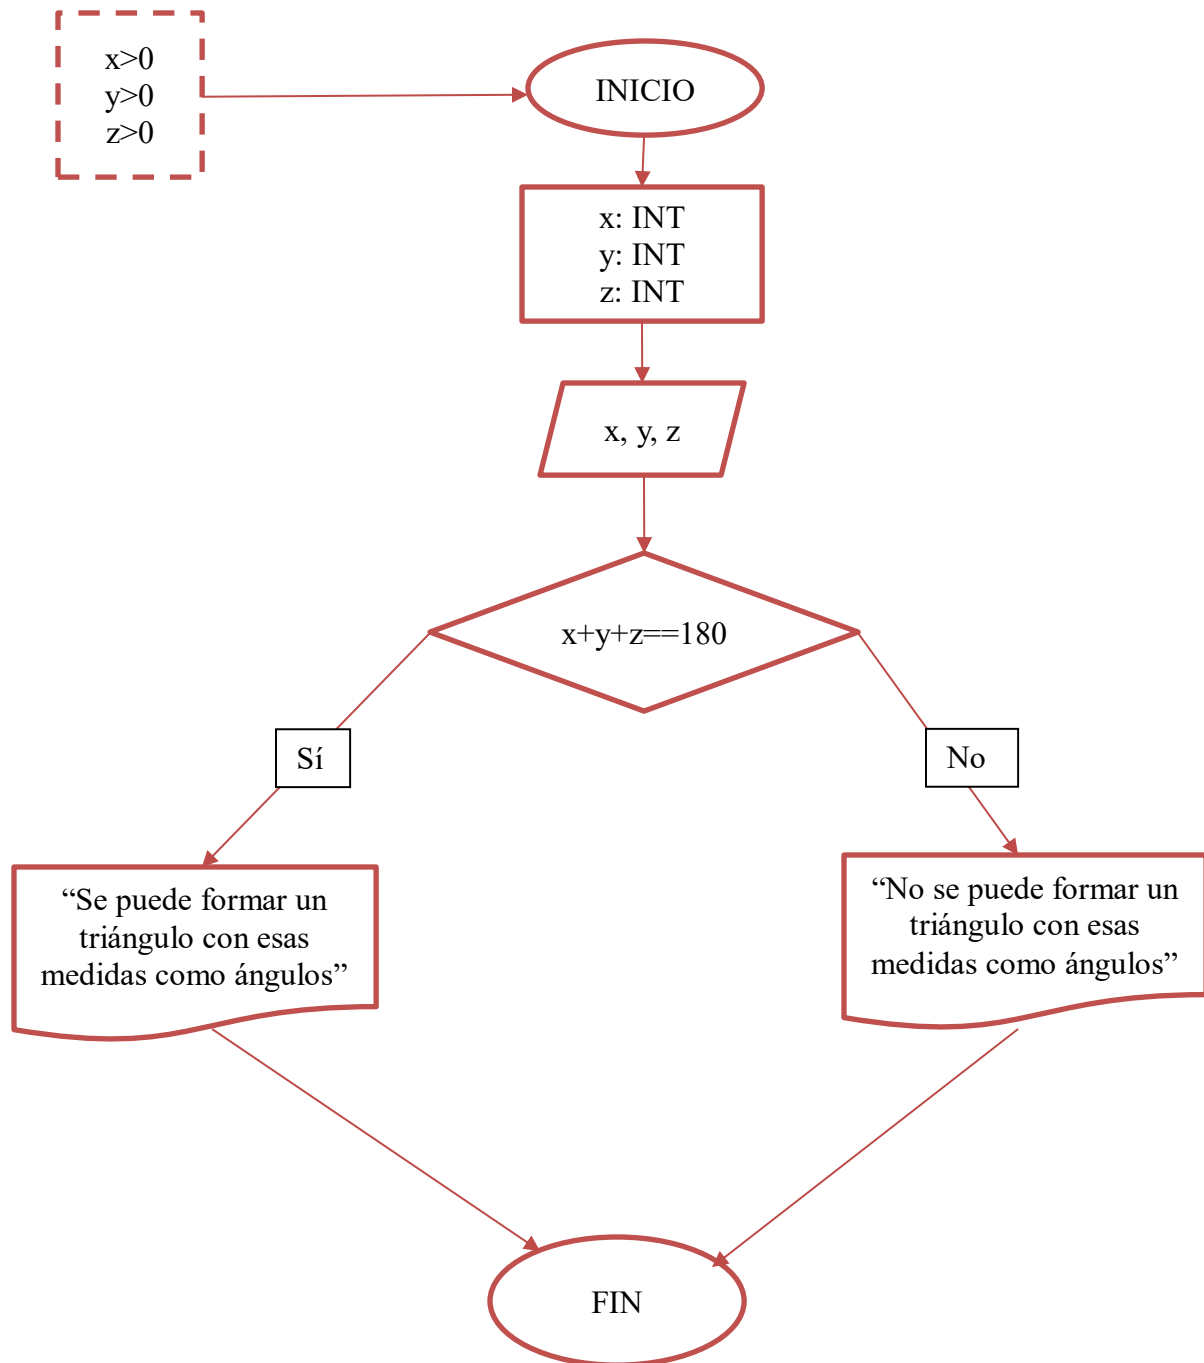 x>0
y>0
z>0
INICIO
x: INT
y: INT
z: INT
x, y, z
x+y+z==180
Sí
No
“Se puede formar un
triángulo con esas
medidas como ángulos”
“No se puede formar un
triángulo con esas
medidas como ángulos”
FIN